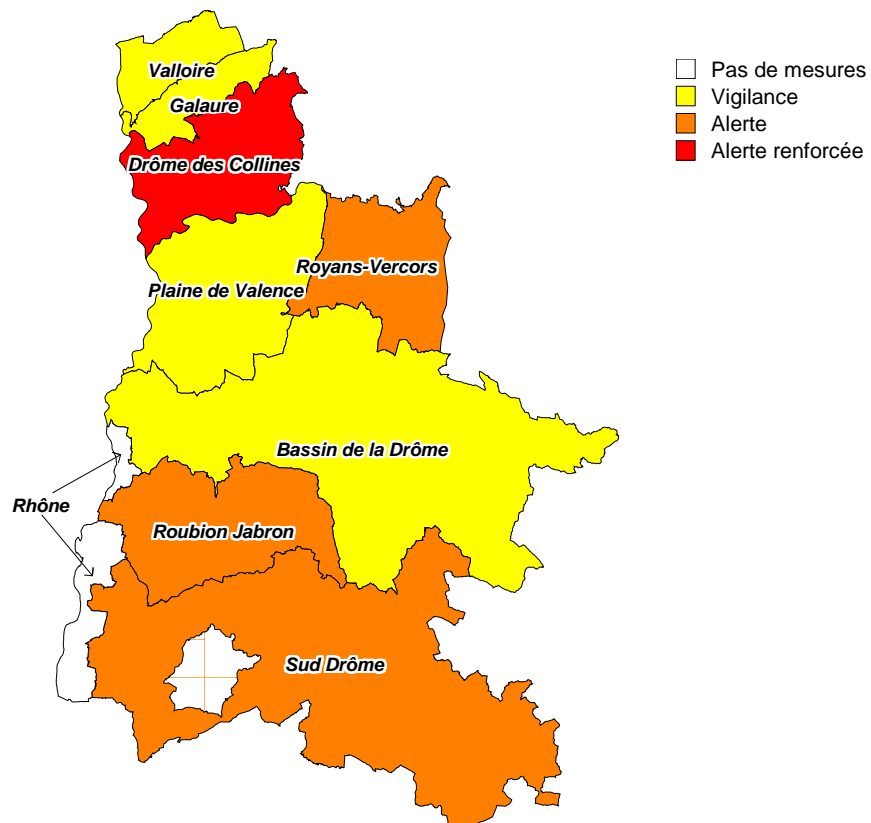 Valloire
Galaure
Drôme des Collines
Royans-Vercors
Plaine de Valence
Bassin de la Drôme
Rhône
Roubion Jabron
Sud Drôme
Pas de mesures
Vigilance
Alerte
Alerte renforcée